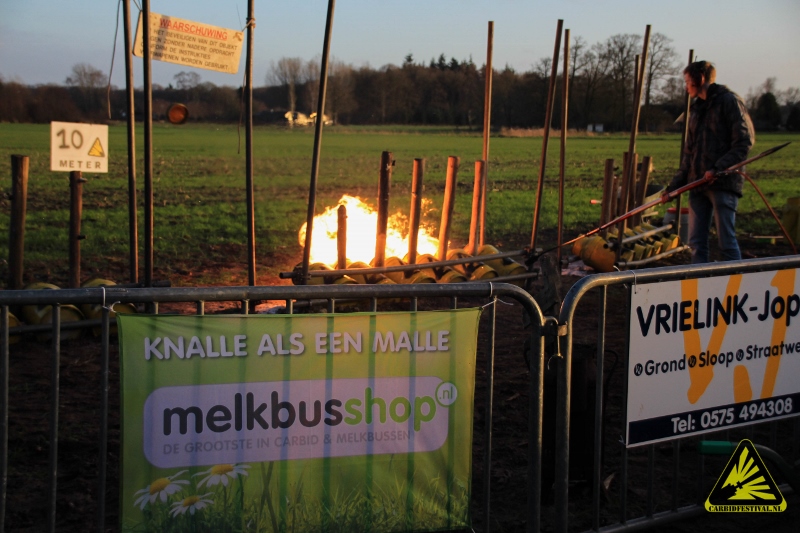 WAARSCHUWING
10
METER
KNALLE ALS EEN MALLE
melkbusshop.nl
DE GROOTSTE IN CARBID & MELKBUSSEN
VRIELINK-Jop
Grond Sloop Straatwe
Tel: 0575 494308
CARBIDFESTIVAL.NL